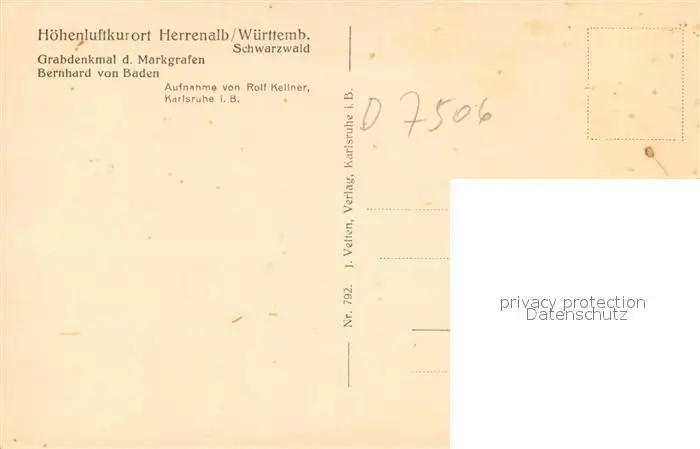 Höhenluftkurort Herrenalb/Württemb.
Schwarzwald
Grabdenkmal d. Markgrafen
Bernhard von Baden
Aufnahme von Rolf Kellner,
Karlsruhe i. B.
Nr. 792. J. Velten, Verlag, Karlsruhe i. B.
D 7506
privacy protection
Datenschutz